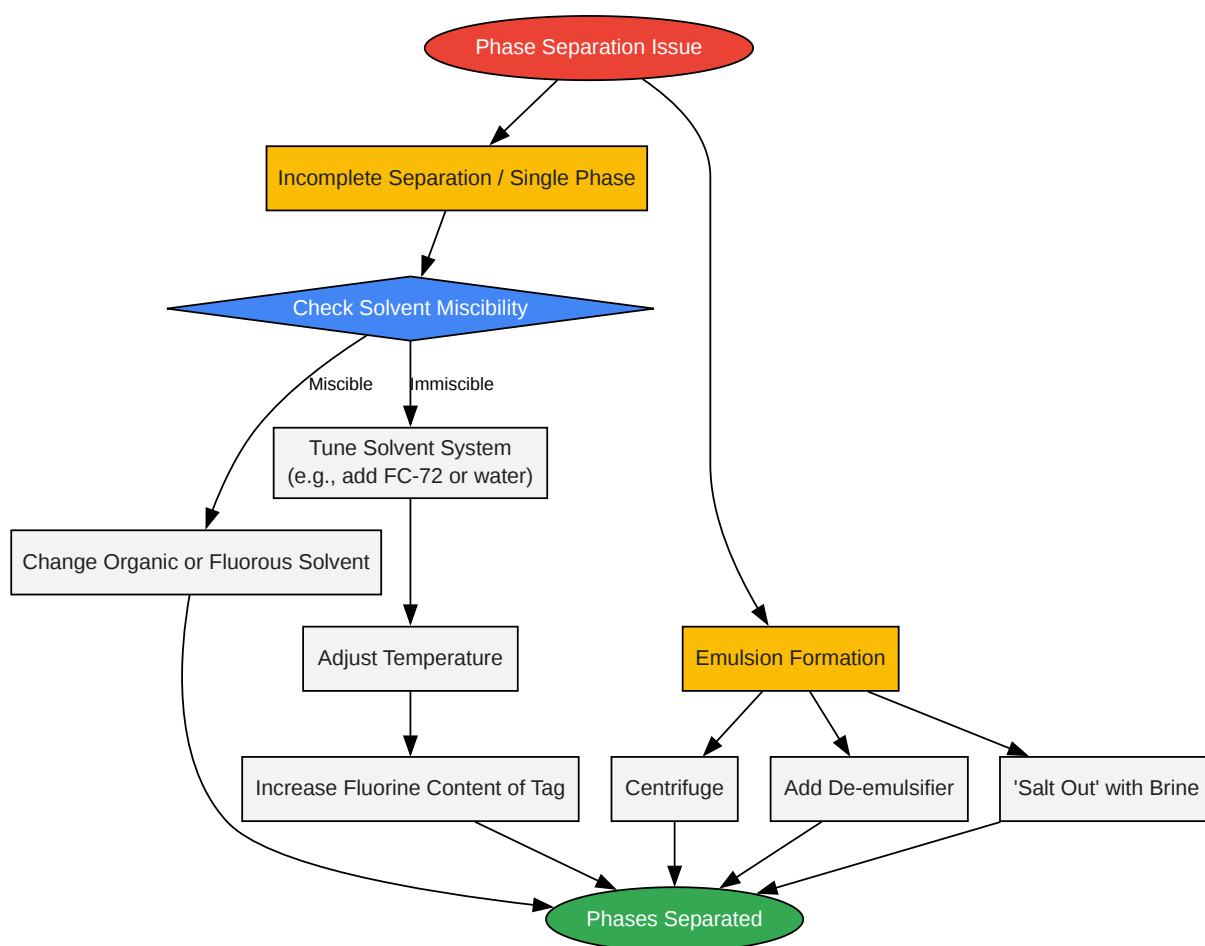 Phase Separation Issue
Incomplete Separation / Single Phase
Check Solvent Miscibility
Miscible
Immiscible
Tune Solvent System
(e.g., add FC-72 or water)
Change Organic or Fluorous Solvent
Adjust Temperature
Emulsion Formation
Increase Fluorine Content of Tag
Centrifuge
Add De-emulsifier
'Salt Out' with Brine
Phases Separated